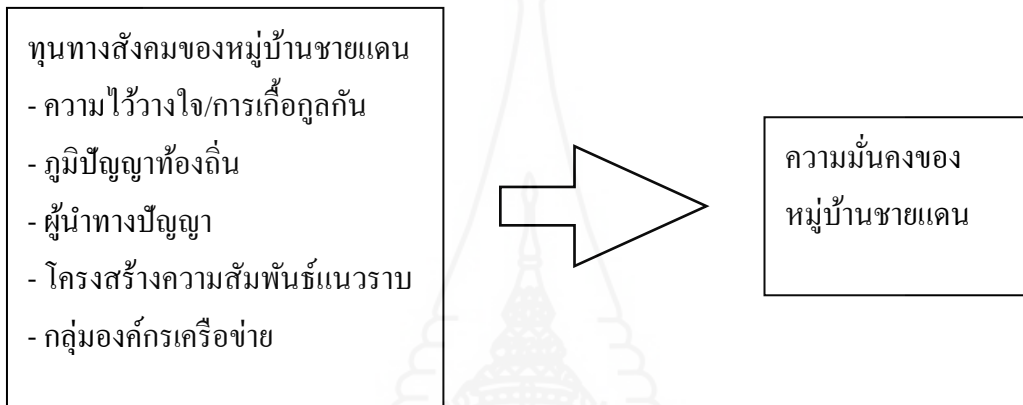 ทุนทางสังคมของหมู่บ้านชายแดน
- ความไว้วางใจ/การเกื้อกูลกัน
- ภูมิปัญญาท้องถิ่น
- ผู้นำทางปัญญา
- โครงสร้างความสัมพันธ์แนวราบ
- กลุ่มองค์กรเครือข่าย
ความมั่นคงของ
หมู่บ้านชายแดน